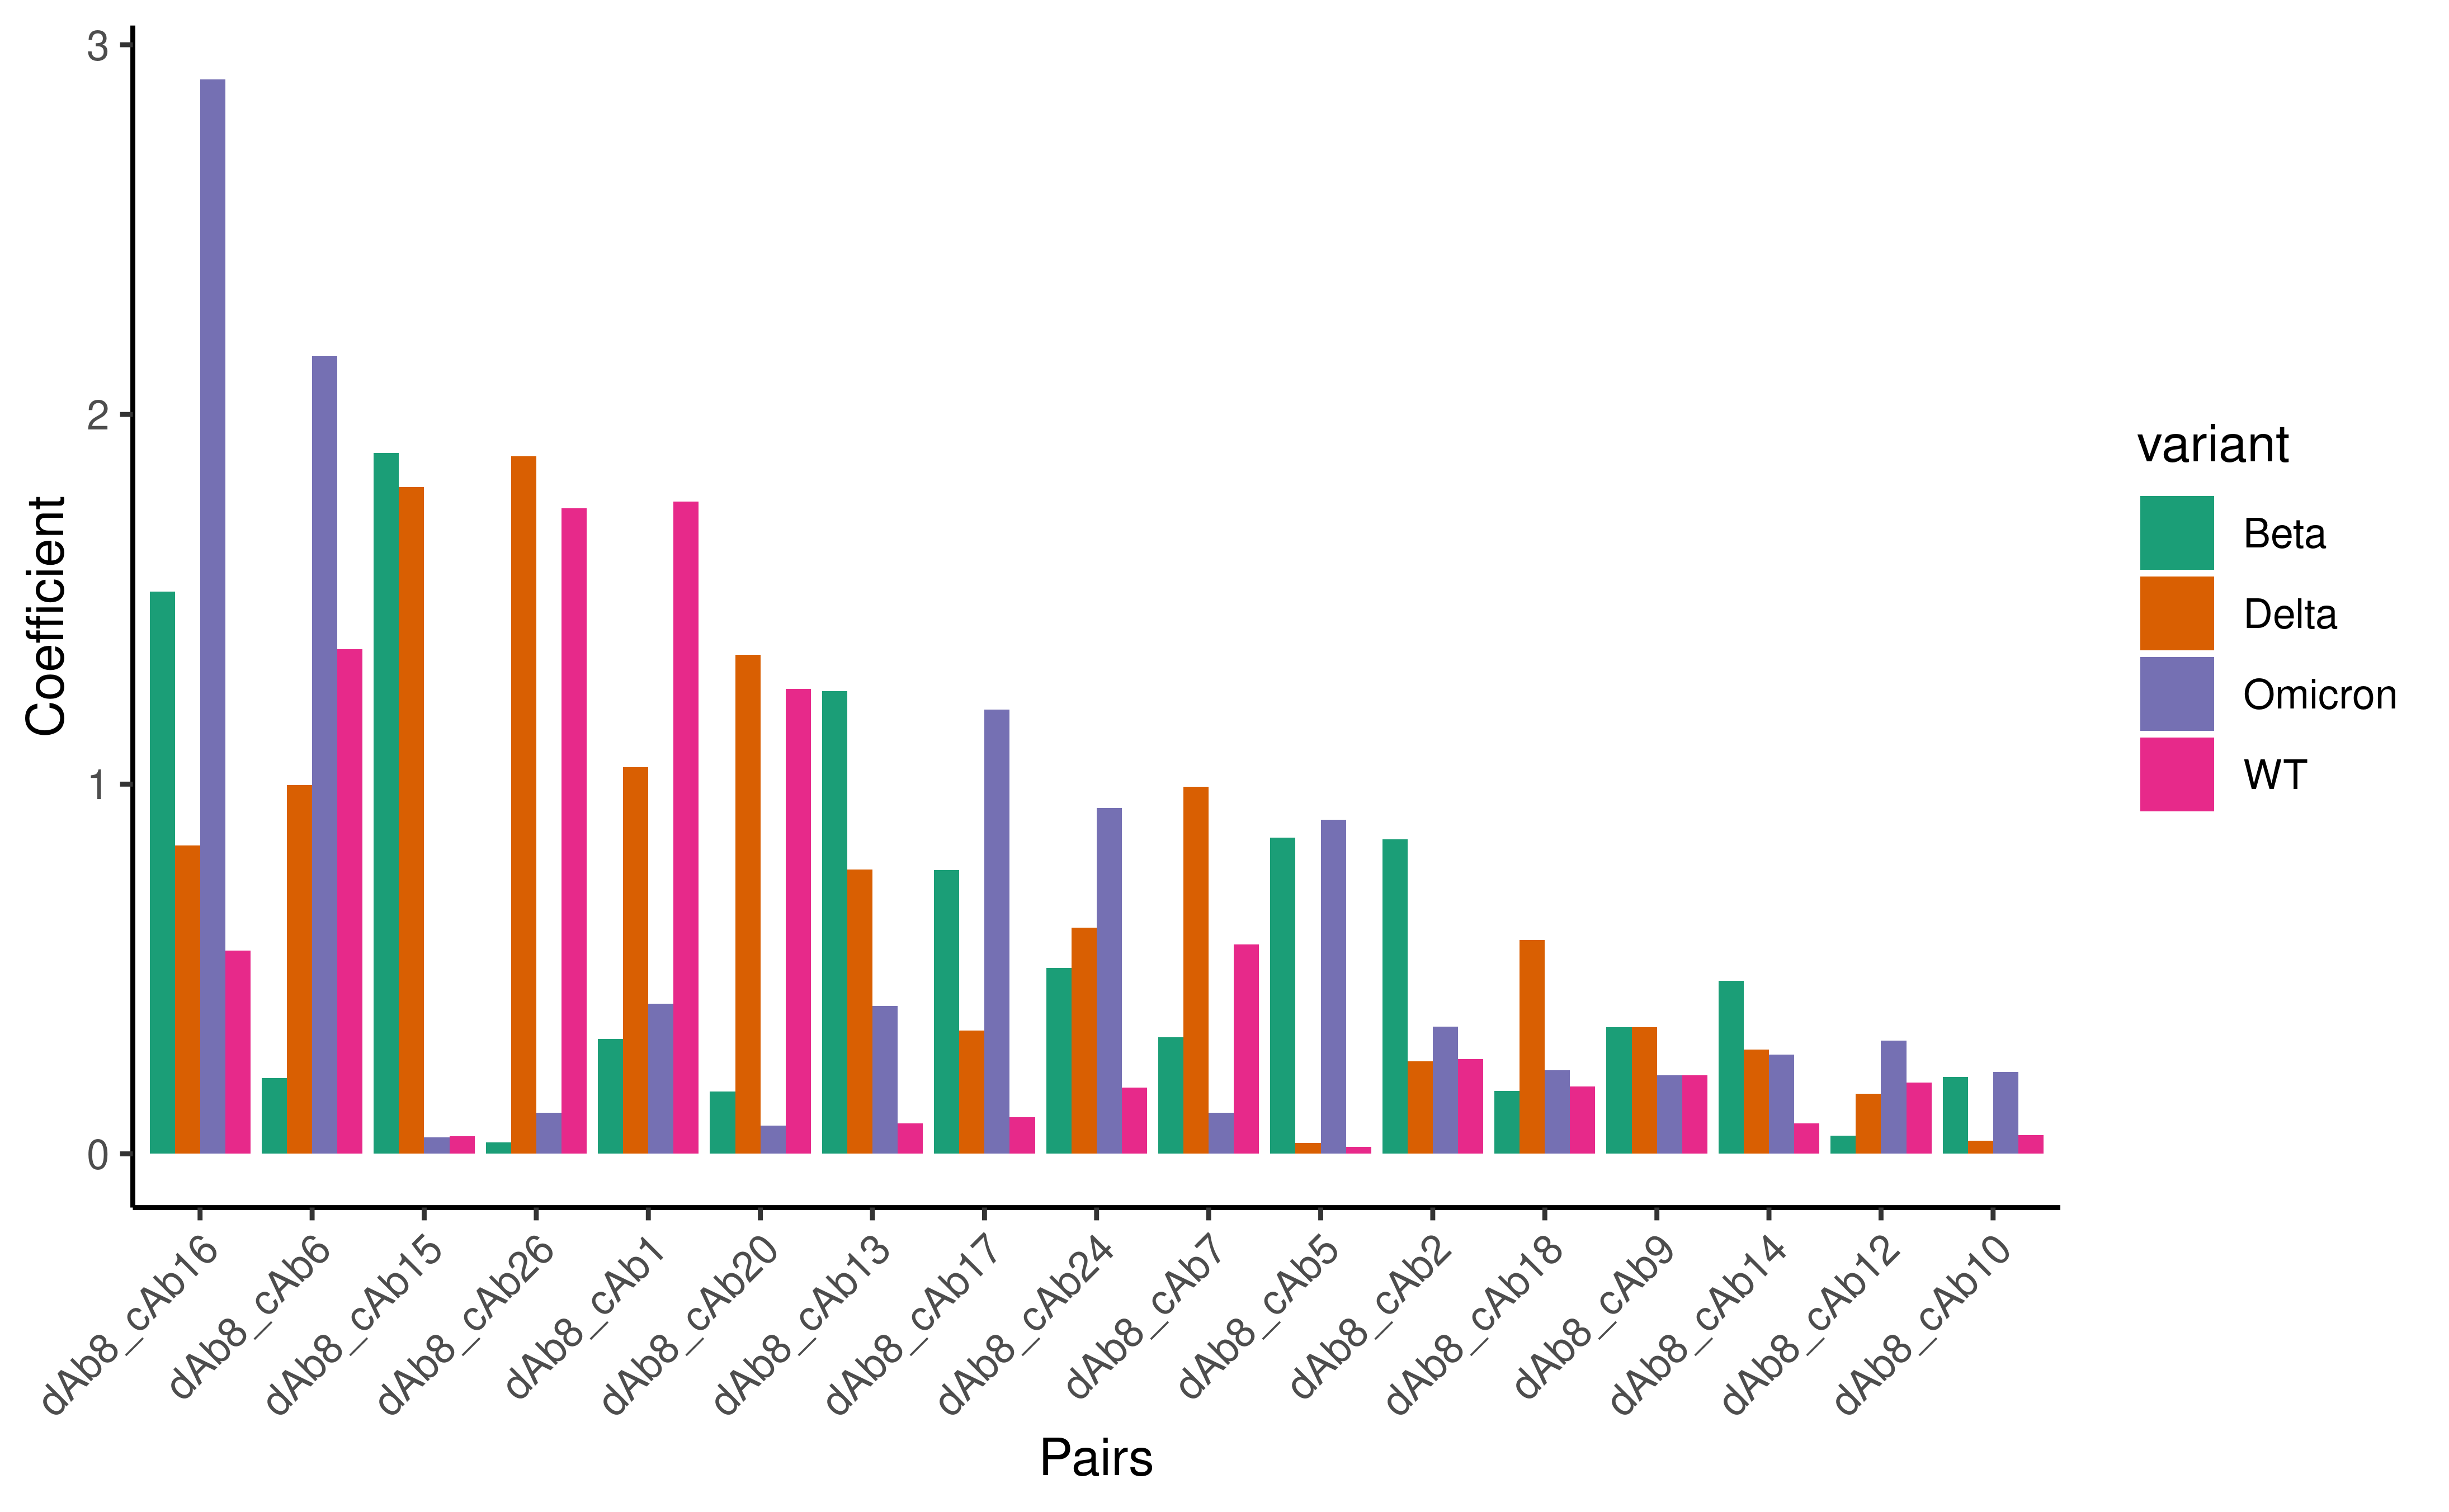 3
2
1
0
Coefficient
dAb8_cAb16
dAb8_cAb6
dAb8_cAb15
dAb8_cAb26
dAb8_cAb1
dAb8_cAb20
dAb8_cAb13
dAb8_cAb17
dAb8_cAb24
dAb8_cAb7
dAb8_cAb5
dAb8_cAb2
dAb8_cAb18
dAb8_cAb9
dAb8_cAb14
dAb8_cAb12
dAb8_cAb10
Pairs
variant
Beta
Delta
Omicron
WT